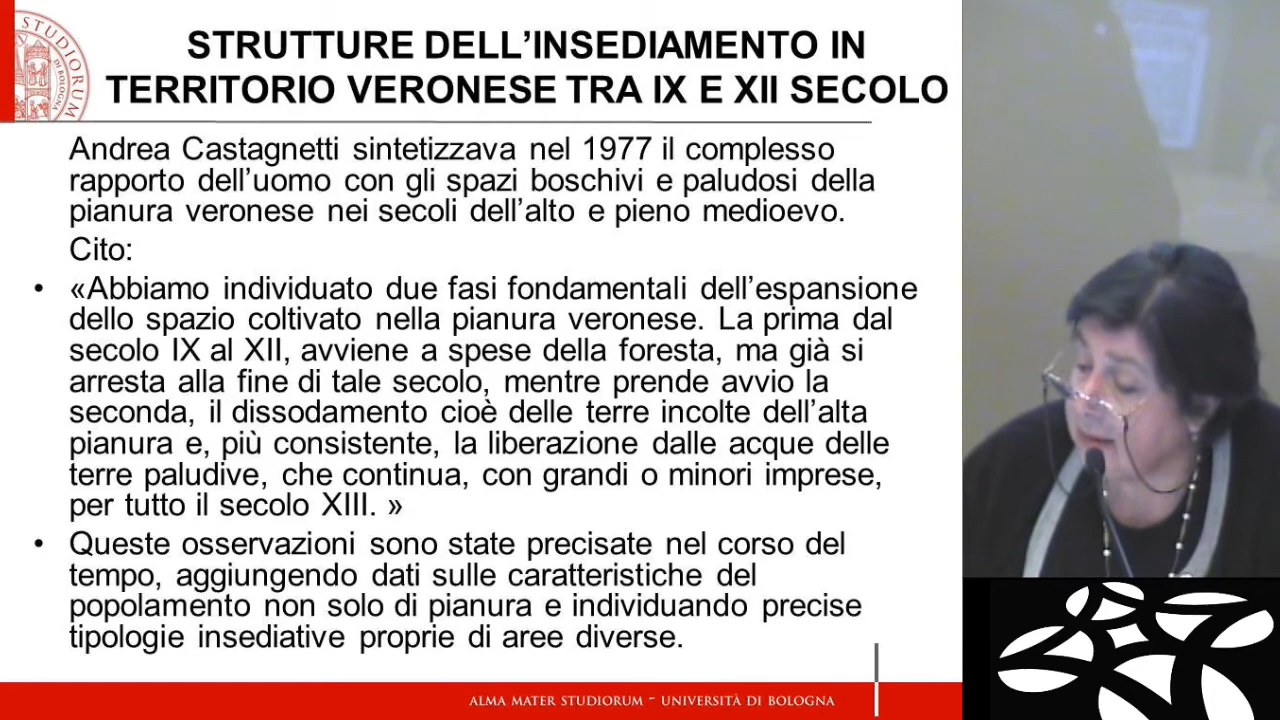 STRUTTURE DELL'INSEDIAMENTO IN
TERRITORIO VERONESE TRA IX E XII SECOLO
Andrea Castagnetti sintetizzava nel 1977 il complesso
rapporto dell'uomo con gli spazi boschivi e paludosi della
pianura veronese nei secoli dell'alto e pieno medioevo.
Cito:
• «Abbiamo individuato due fasi fondamentali dell'espansione
dello spazio coltivato nella pianura veronese. La prima dal
secolo IX al XII, avviene a spese della foresta, ma già si
arresta alla fine di tale secolo, mentre prende avvio la
seconda, il dissodamento cioè delle terre incolte dell'alta
pianura e, più consistente, la liberazione dalle acque delle
terre paludive, che continua, con grandi o minori imprese,
per tutto il secolo XIII. »
• Queste osservazioni sono state precisate nel corso del
tempo, aggiungendo dati sulle caratteristiche del
popolamento non solo di pianura e individuando precise
tipologie insediative proprie di aree diverse.
ALMA MATER STUDIORUM ~ UNIVERSITÀ DI BOLOGNA